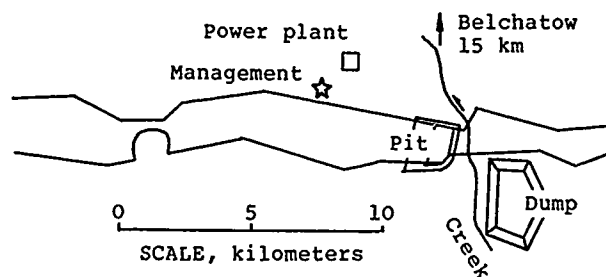 Belchatow
15 km
Power plant
Management
Pit
Dump
Creek
0 5 10
SCALE, kilometers